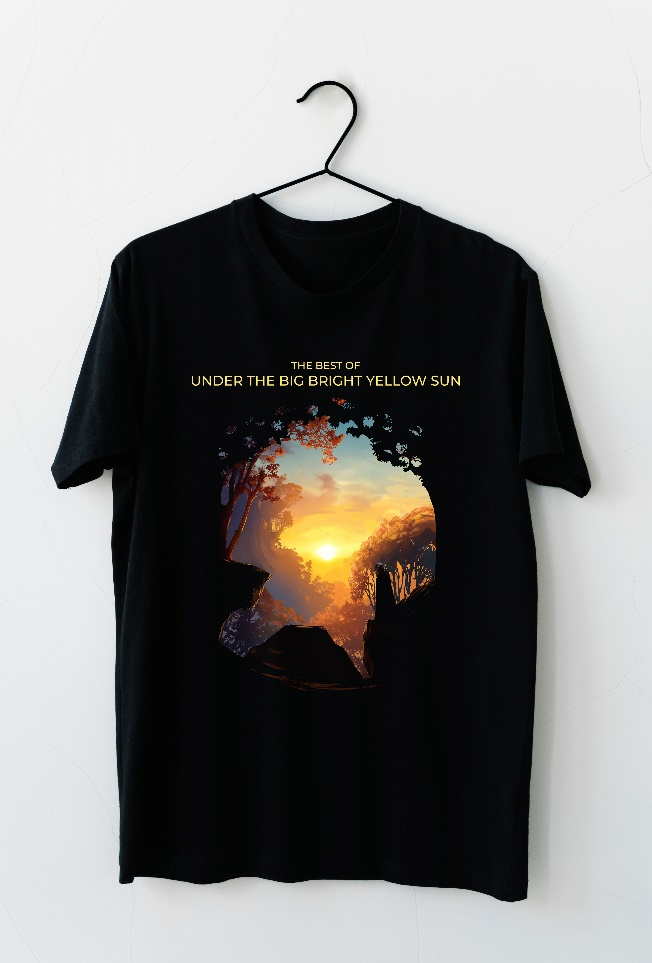 THE BEST OF
UNDER THE BIG BRIGHT YELLOW SUN